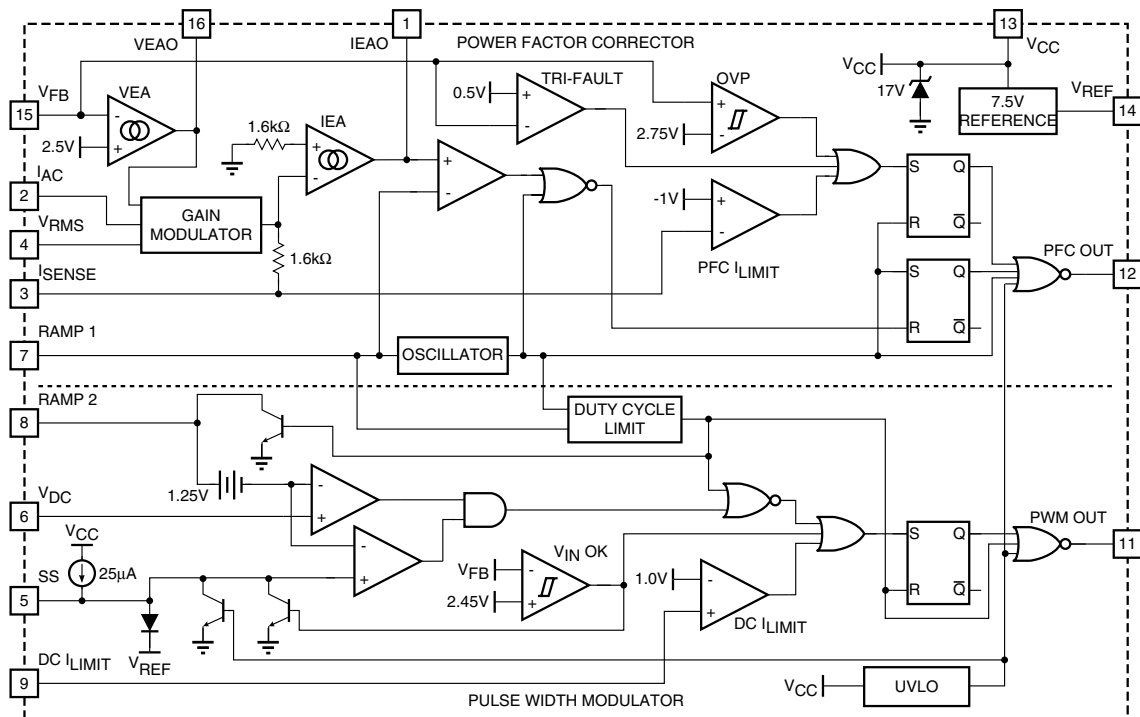 16
1
13
VEAO
IEAO
POWER FACTOR CORRECTOR
VCC
VFB
15
VEA
2.5V
1.6kΩ
IEA
TRI-FAULT
0.5V
OVP
2.75V
VCC
17V
7.5V
REFERENCE
VREF
14
IAC
2
VRMS
4
GAIN
MODULATOR
1.6kΩ
ISENSE
3
-1V
PFC ILIMIT
S
Q
R
Q
S
Q
R
Q
PFC OUT
12
RAMP 1
7
OSCILLATOR
RAMP 2
8
DUTY CYCLE
LIMIT
1.25V
VDC
6
VCC
25µA
SS
5
VREF
VIN OK
VFB
2.45V
1.0V
DC ILIMIT
S
Q
R
Q
PWM OUT
11
DC ILIMIT
9
PULSE WIDTH MODULATOR
VCC
UVLO
+
-
+
-
+
-
+
-
+
-
+
-
+
-
-
+
-
+
-
+
-
+